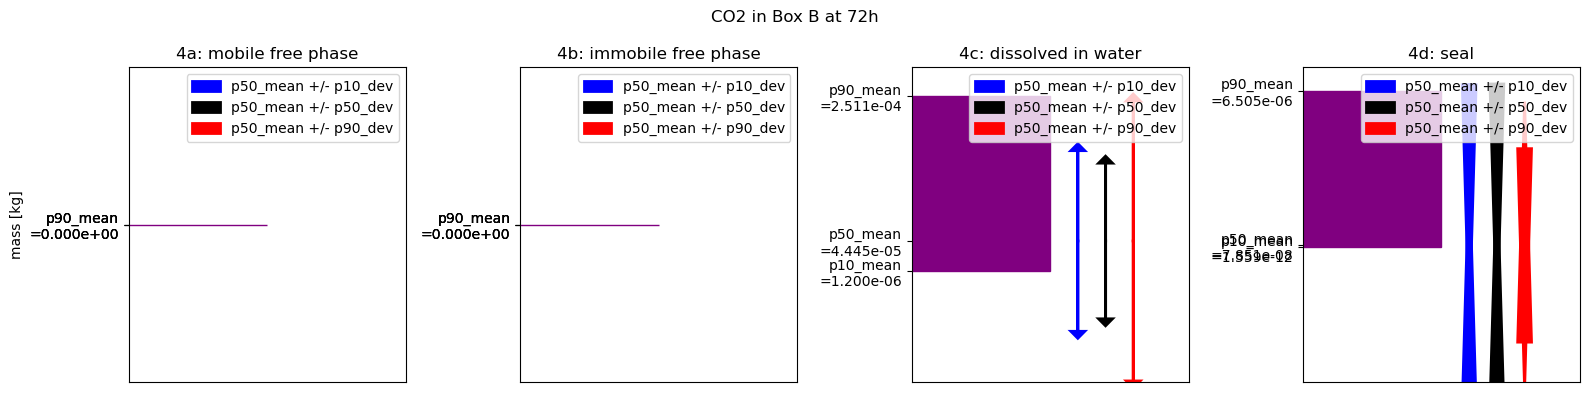 CO2 in Box B at 72h
4a: mobile free phase
4b: immobile free phase
4c: dissolved in water
4d: seal
mass [kg]
p90_mean
=0.000e+00
p50_mean +/- p10_dev
p50_mean +/- p50_dev
p50_mean +/- p90_dev
p90_mean
=0.000e+00
p50_mean +/- p10_dev
p50_mean +/- p50_dev
p50_mean +/- p90_dev
p90_mean
=2.511e-04
p50_mean
=4.445e-05
p10_mean
=1.200e-06
p50_mean +/- p10_dev
p50_mean +/- p50_dev
p50_mean +/- p90_dev
p90_mean
=6.505e-06
p50_mean
p10_mean
p50_mean +/- p10_dev
p50_mean +/- p50_dev
p50_mean +/- p90_dev